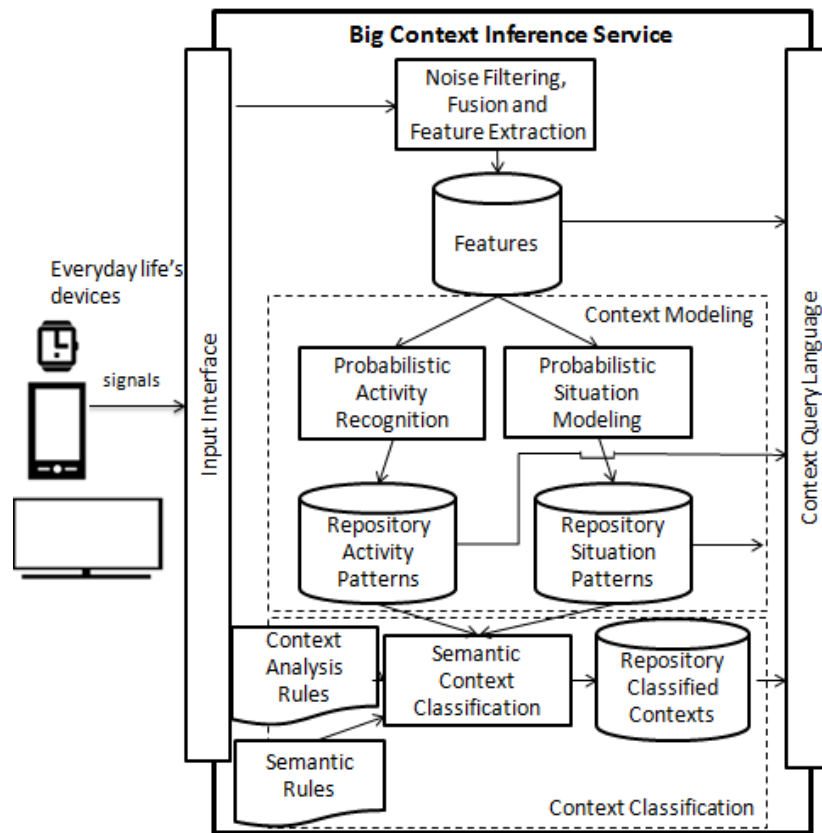 Big Context Inference Service
Noise Filtering,
Fusion and
Feature Extraction
Features
Everyday life's
devices
signals
Input Interface
Context Modeling
Probabilistic
Activity
Recognition
Probabilistic
Situation
Modeling
Context Query Language
Repository
Activity
Patterns
Repository
Situation
Patterns
Context
Analysis
Rules
Semantic
Context
Classification
Repository
Classified
Contexts
Semantic
Rules
Context Classification